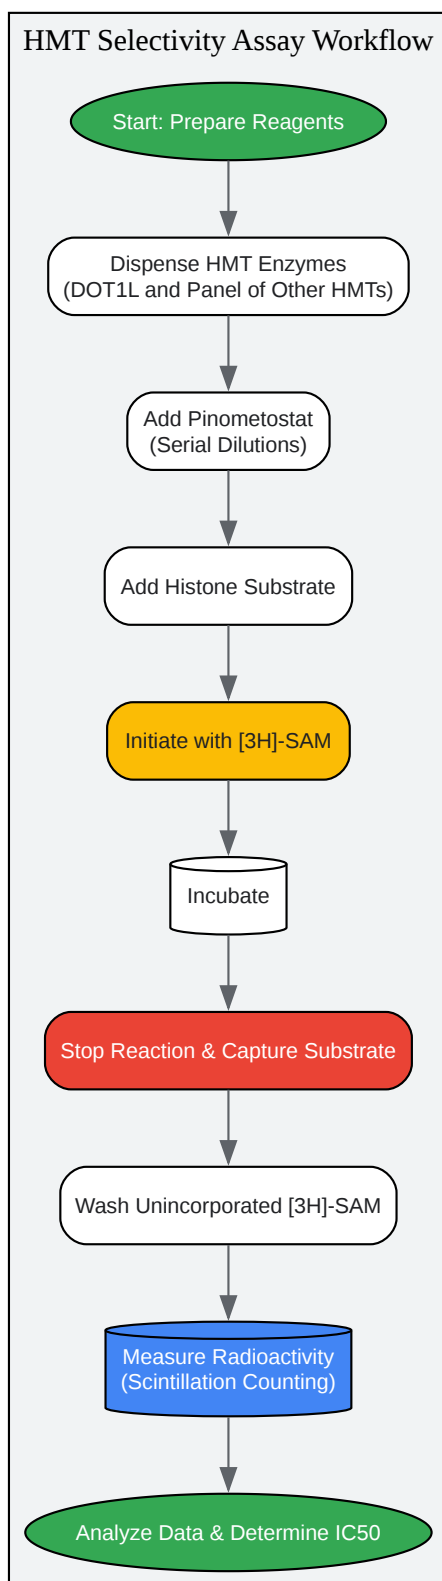 HMT Selectivity Assay Workflow
Start: Prepare Reagents
Dispense HMT Enzymes
(DOT1L and Panel of Other HMTs)
Add Pinometostat
(Serial Dilutions)
Add Histone Substrate
Initiate with [3H]-SAM
Incubate
Stop Reaction & Capture Substrate
Wash Unincorporated [3H]-SAM
Measure Radioactivity
(Scintillation Counting)
Analyze Data & Determine IC50